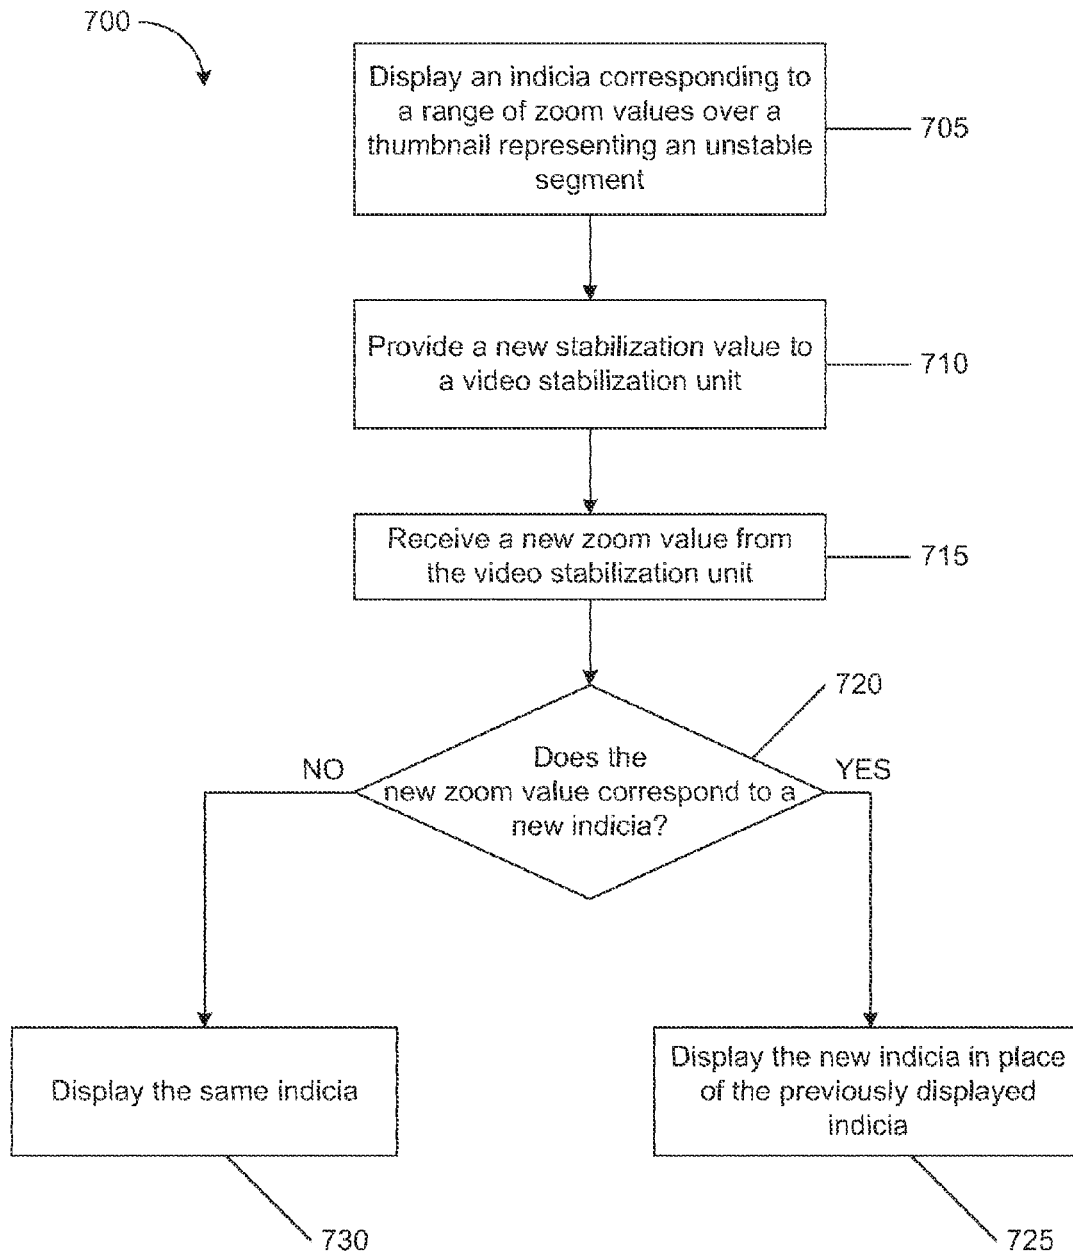 700
Display an indicia corresponding to
a range of zoom values over a
thumbnail representing an unstable
segment
705
Provide a new stabilization value to
a video stabilization unit
710
Receive a new zoom value from
the video stabilization unit
715
720
Does the
new zoom value correspond to a
new indicia?
NO
YES
Display the same indicia
730
Display the new indicia in place
of the previously displayed
indicia
725